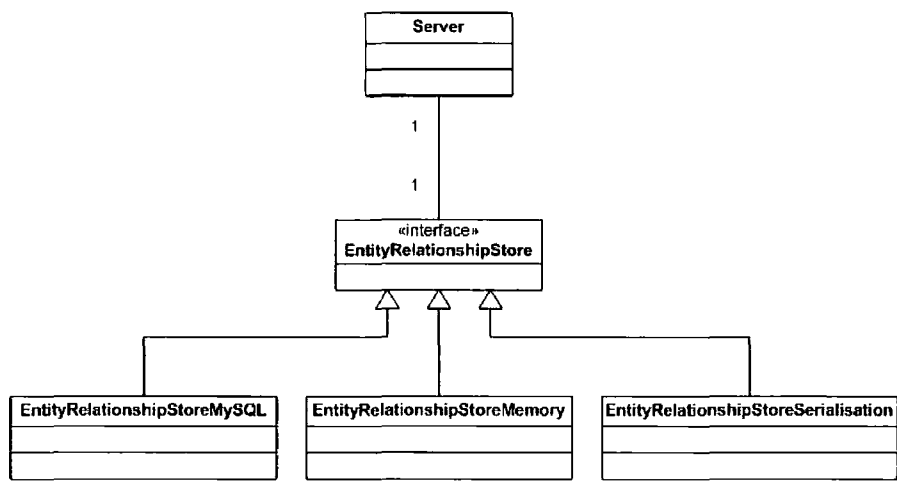 Server
1
1
«interface»
EntityRelationshipStore
EntityRelationshipStoreMySQL
EntityRelationshipStoreMemory
EntityRelationshipStoreSerialisation